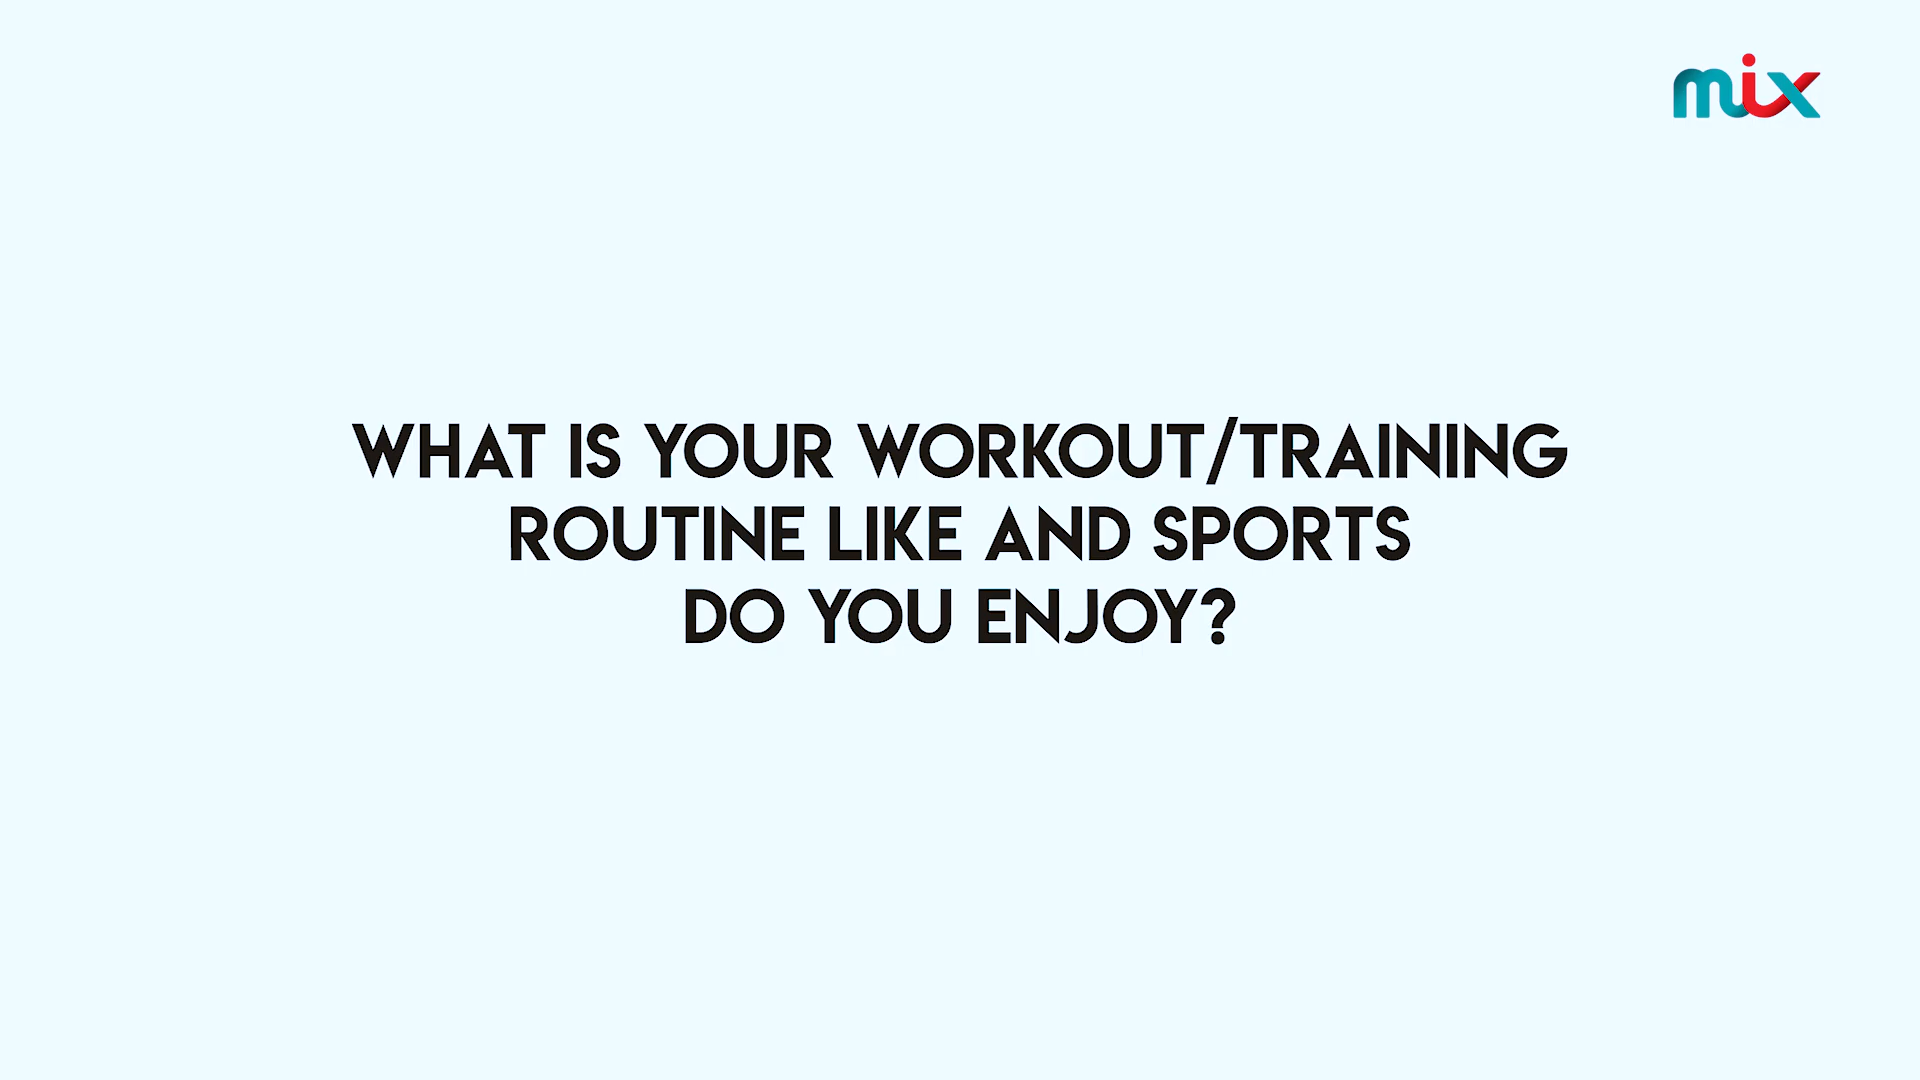 mix
WHAT IS YOUR WORKOUT/TRAINING
ROUTINE LIKE AND SPORTS
DO YOU ENJOY?